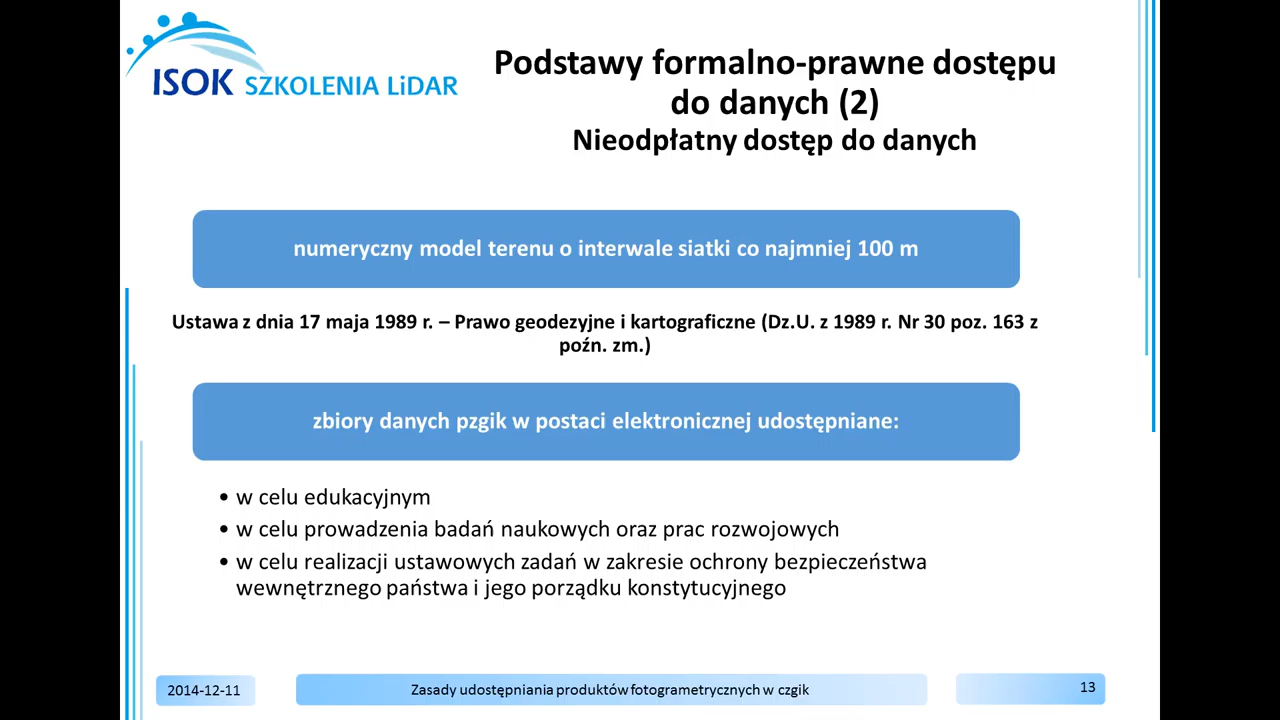 ISOK SZKOLENIA LiDAR
Podstawy formalno-prawne dostępu
do danych (2)
Nieodpłatny dostęp do danych
numeryczny model terenu o interwale siatki co najmniej 100 m
Ustawa z dnia 17 maja 1989 r. – Prawo geodezyjne i kartograficzne (Dz.U. z 1989 r. Nr 30 poz. 163 z
poźn. zm.)
zbiory danych pzgik w postaci elektronicznej udostępniane:
• w celu edukacyjnym
• w celu prowadzenia badań naukowych oraz prac rozwojowych
• w celu realizacji ustawowych zadań w zakresie ochrony bezpieczeństwa
wewnętrznego państwa i jego porządku konstytucyjnego
2014-12-11
Zasady udostępniania produktów fotogrametrycznych w czgik
13